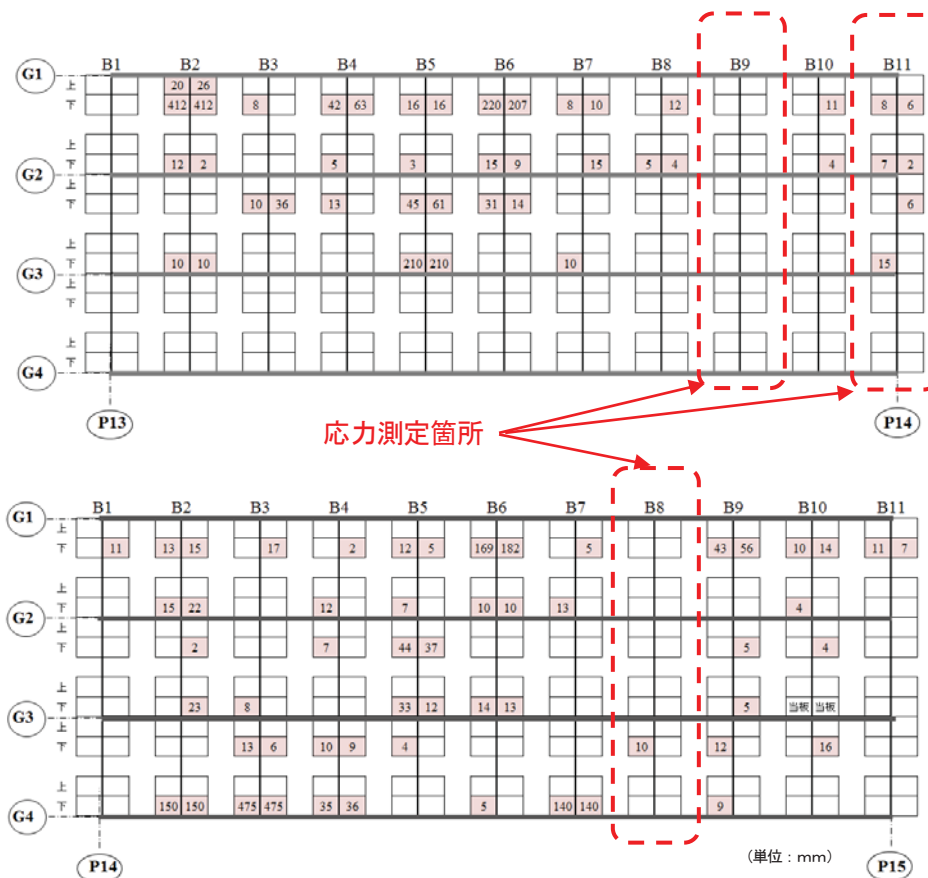 B1 B2 B3 B4 B5 B6 B7 B8 B9 B10 B11
G1
上 20 26
下 412 412 8 42 63 16 16 220 207 8 10 12 11 8 6
上
下 12 2 5 3 15 9 15 5 4 4 7 2
G2
上
下 10 36 13 45 61 31 14 6
上
下 10 10 210 210 10 15
G3
上
下
上
下
G4
P13 P14
応力測定箇所
B1 B2 B3 B4 B5 B6 B7 B8 B9 B10 B11
G1
上
下 11 13 15 17 2 12 5 169 182 5 43 56 10 14 11 7
上
下 15 22 12 7 10 10 13 4
G2
上
下 2 7 44 37 5 4
上
下 23 8 33 12 14 13 5 当板 当板
G3
上
下 13 6 10 9 4 10 12 16
上
下 150 150 475 475 35 36 5 140 140 9
G4
(単位:mm)
P14 P15